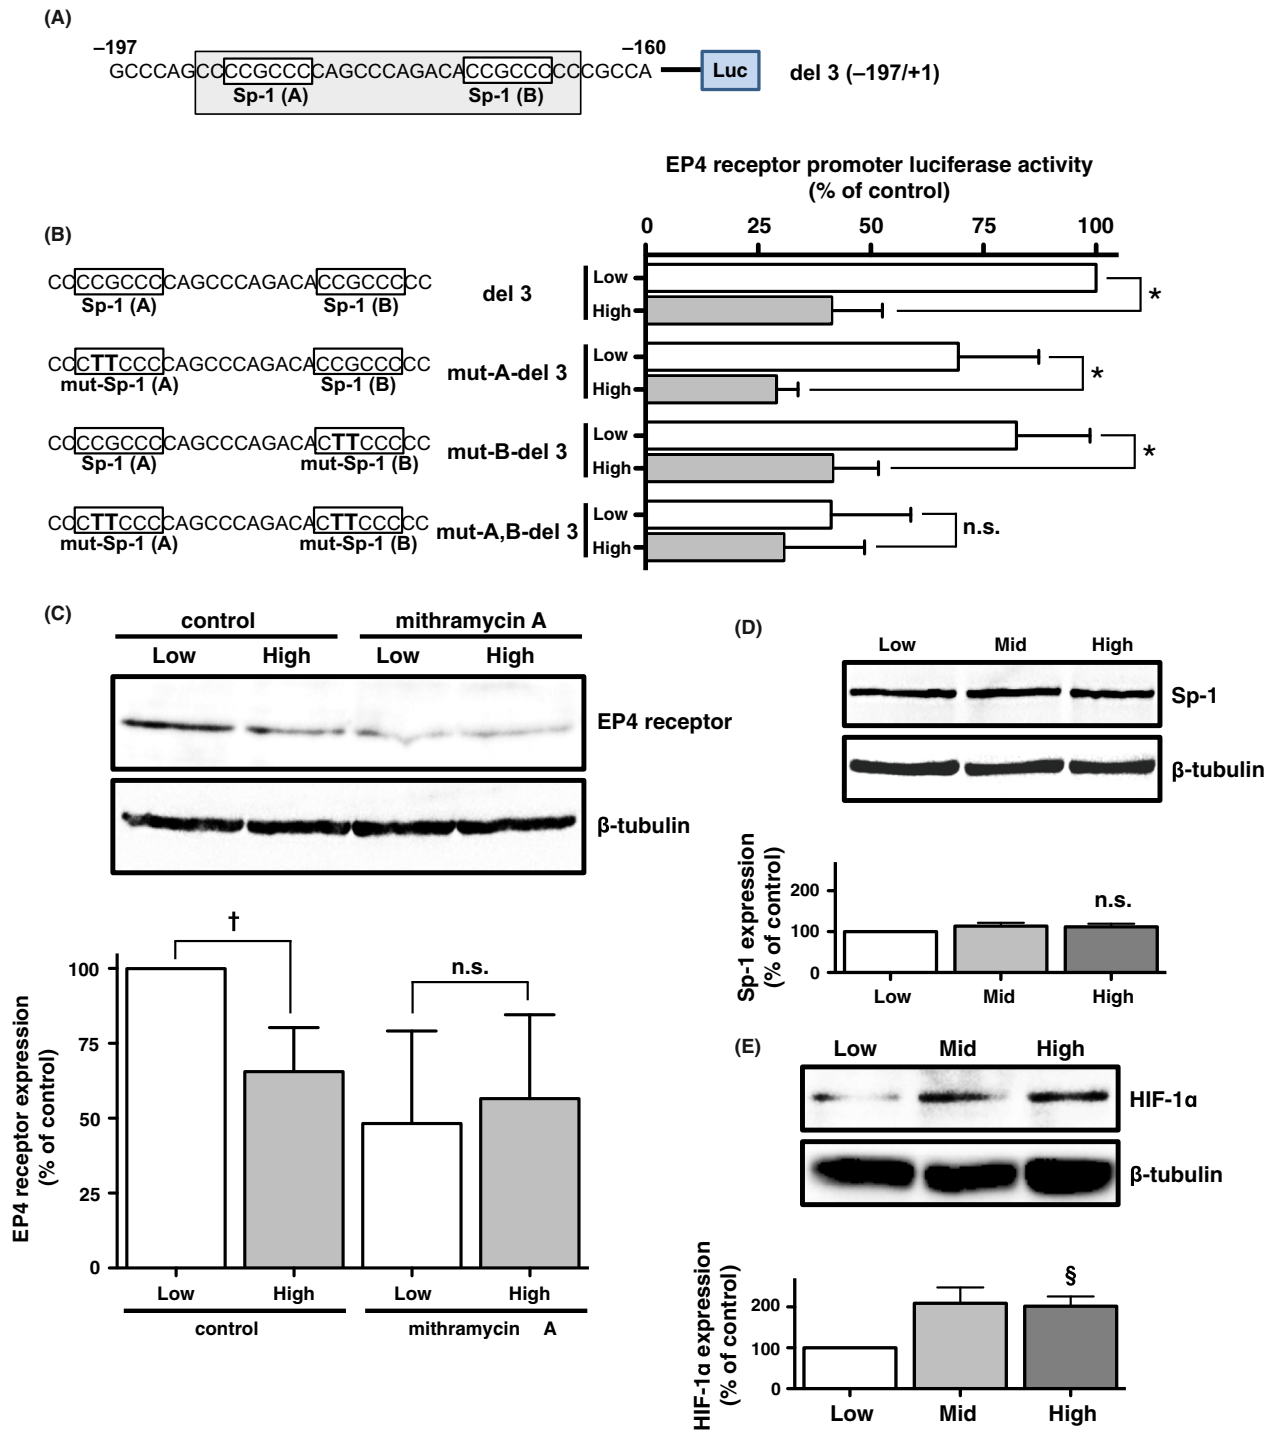 (A)
–197
–160
GCCCAGCCCCGCCCCAGCCCAGACACCGCCCCCCGCCA
Luc
del 3 (–197/+1)
Sp-1 (A)
Sp-1 (B)
EP4 receptor promoter luciferase activity
(% of control)
0 25 50 75 100
(B)
CCCCGCCCCAGCCCAGACACCGCCCCC
Sp-1 (A)
Sp-1 (B)
del 3
Low
High
*
CCCTTCCCCAGCCCAGACACCGCCCCC
mut-Sp-1 (A)
Sp-1 (B)
mut-A-del 3
Low
High
*
CCCCGCCCCAGCCCAGACACTTCCCCC
Sp-1 (A)
mut-Sp-1 (B)
mut-B-del 3
Low
High
*
CCCTTCCCCAGCCCAGACACTTCCCCC
mut-Sp-1 (A)
mut-Sp-1 (B)
mut-A,B-del 3
Low
High
n.s.
(C)
control
mithramycin A
Low High Low High
EP4 receptor
β-tubulin
EP4 receptor expression
(% of control)
100
75
50
25
0
†
n.s.
Low High Low High
control
mithramycin A
(D)
Low Mid High
Sp-1
β-tubulin
Sp-1 expression
(% of control)
200
100
0
n.s.
Low Mid High
(E)
Low Mid High
HIF-1α
β-tubulin
HIF-1α expression
(% of control)
200
100
0
§
Low Mid High